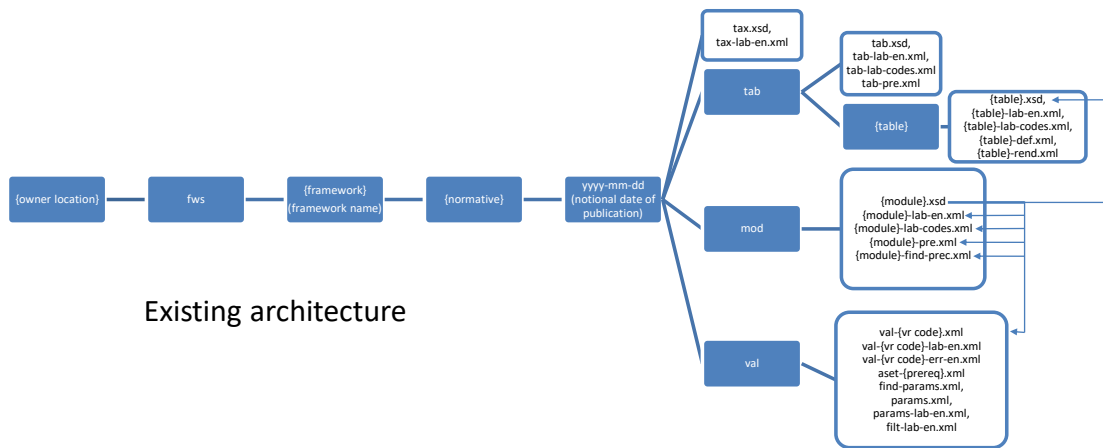 tax.xsd,
tax-lab-en.xml
tab
tab.xsd,
tab-lab-en.xml,
tab-lab-codes.xml
tab-pre.xml
{table}
{table}.xsd,
{table}-lab-en.xml,
{table}-lab-codes.xml,
{table}-def.xml,
{table}-rend.xml
{owner location}
fws
{framework}
(framework name)
{normative}
yyyy-mm-dd
(notional date of
publication)
mod
{module}.xsd
{module}-lab-en.xml
{module}-lab-codes.xml
{module}-pre.xml
{module}-find-prec.xml
Existing architecture
val
val-{vr code}.xml
val-{vr code}-lab-en.xml
val-{vr code}-err-en.xml
aset-{prereq}.xml
find-params.xml,
params.xml,
params-lab-en.xml,
filt-lab-en.xml